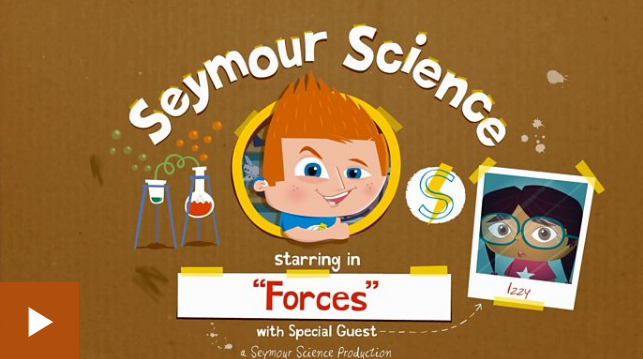 Seymour Science
S
starring in
"Forces"
Izzy
with Special Guest
a Seymour Science Production